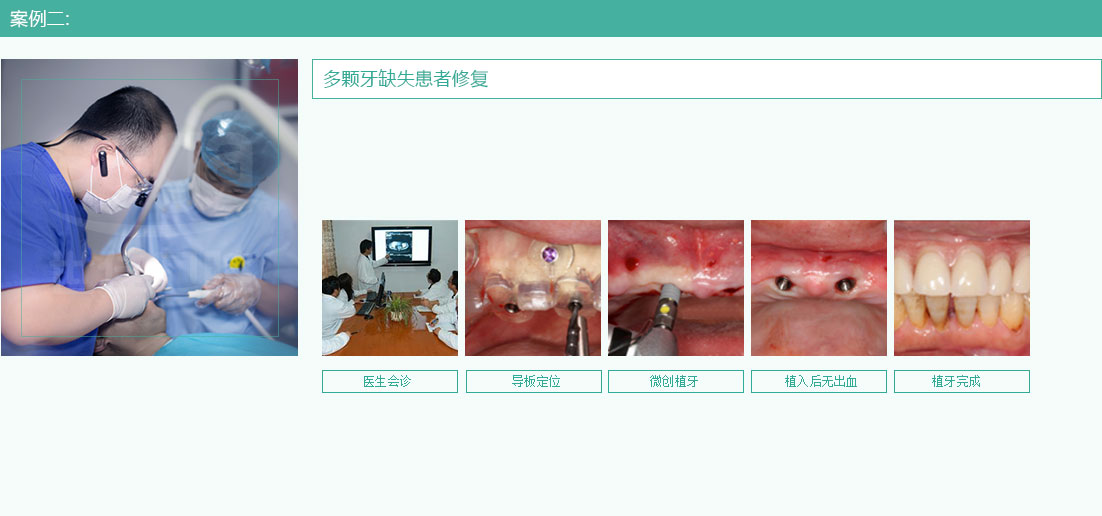 案例二:
多颗牙缺失患者修复
医生会诊
导板定位
微创植牙
植入后无出血
植牙完成